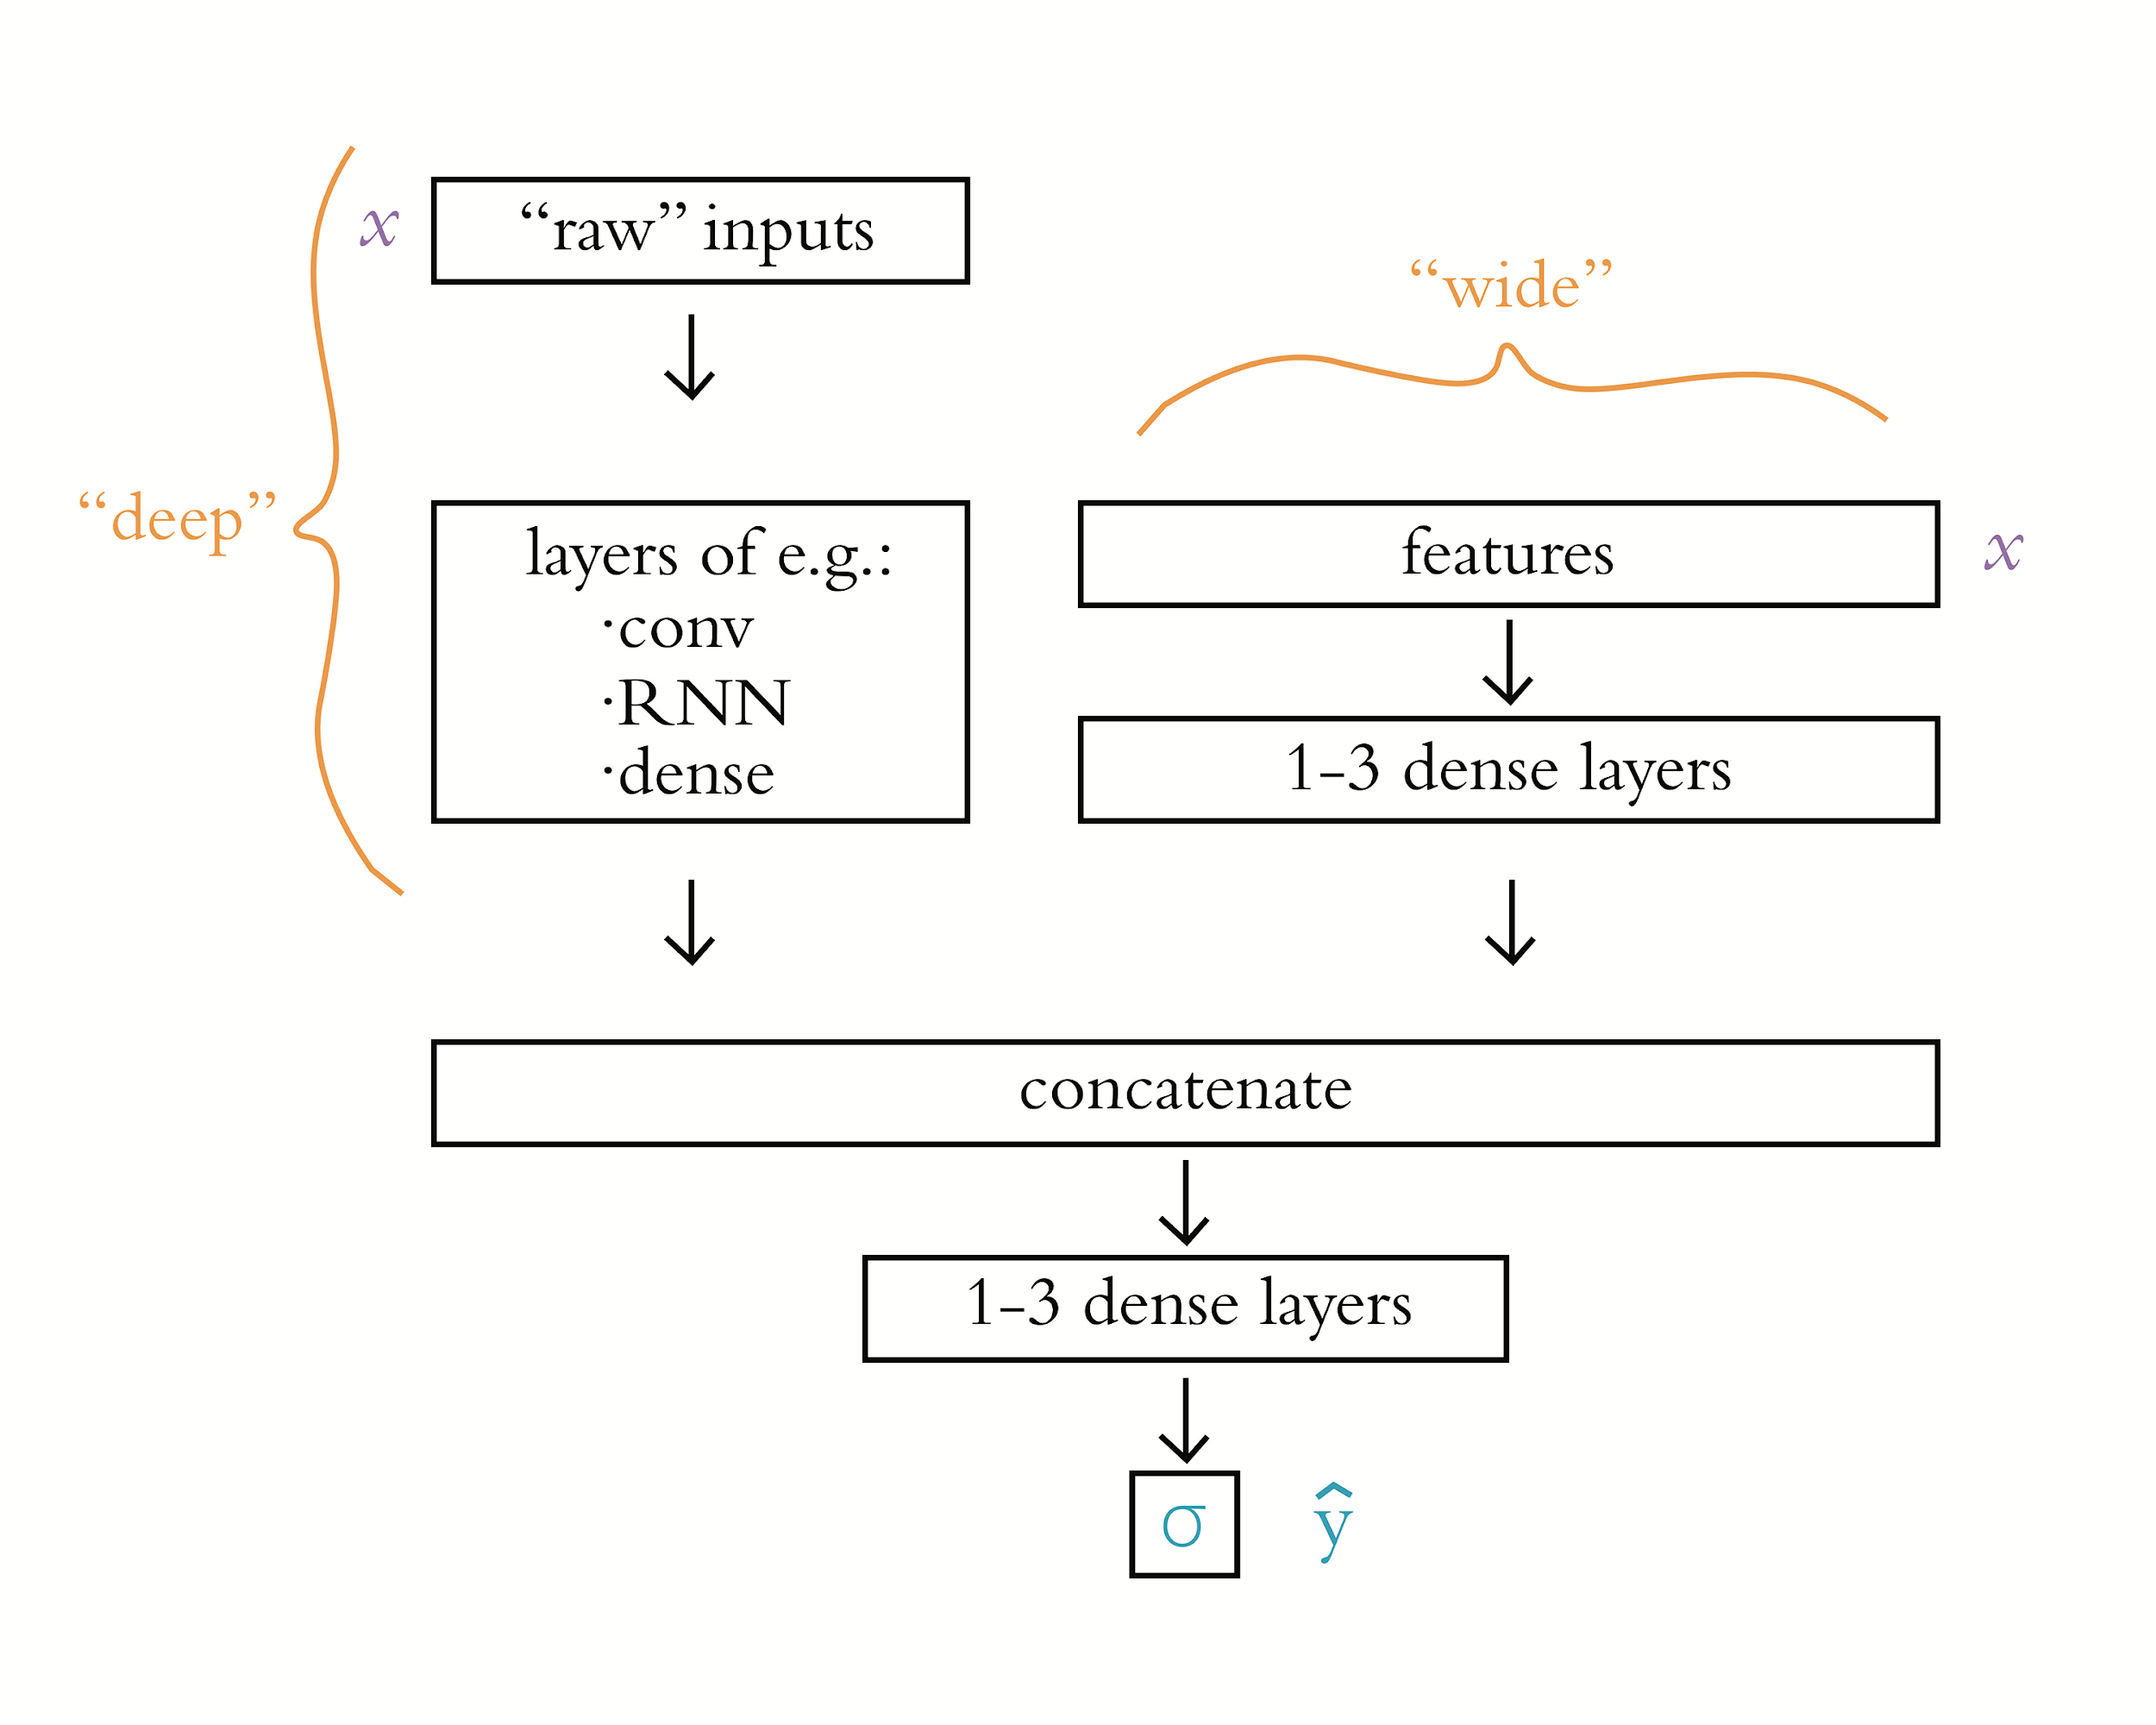 x
“raw” inputs
“wide”
“deep”
layers of e.g.:
·conv
·RNN
·dense
features
x
1–3 dense layers
concatenate
1–3 dense layers
σ
ŷ